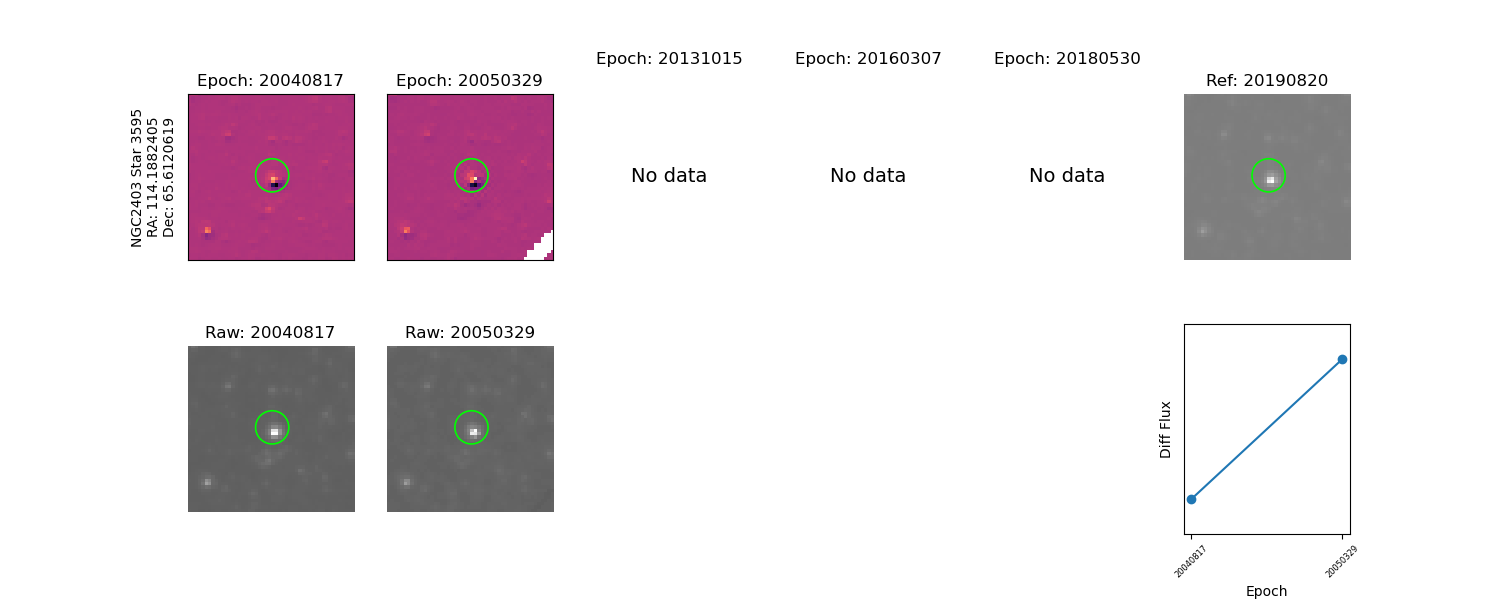 NGC2403 Star 3595
RA: 114.1882405
Dec: 65.6120619
Epoch: 20040817
Epoch: 20050329
Epoch: 20131015
Epoch: 20160307
Epoch: 20180530
Ref: 20190820
No data
No data
No data
Raw: 20040817
Raw: 20050329
Diff Flux
20040817
20050329
Epoch